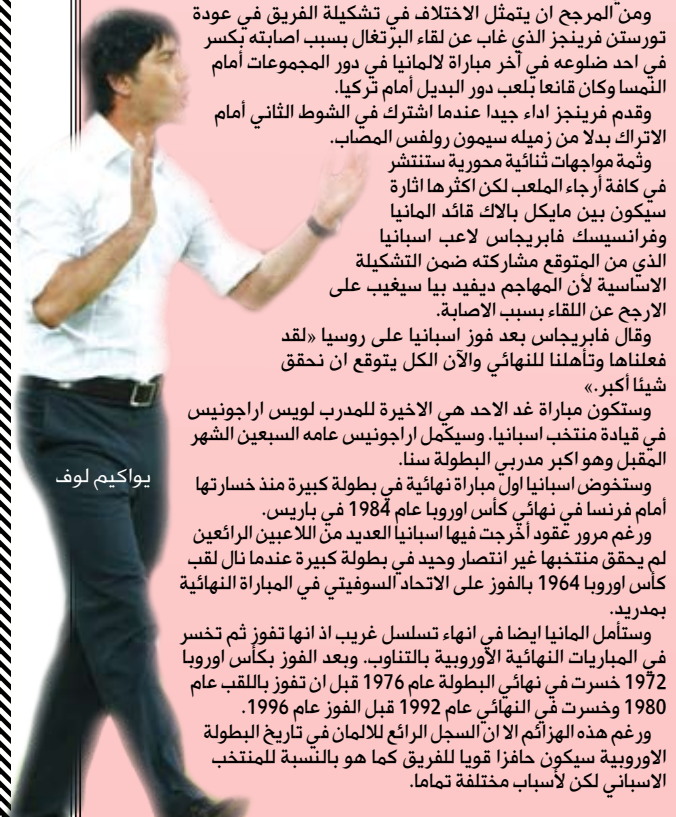 ومن المرجح ان يتمثل الاختلاف في تشكيلة الفريق في عودة
تورستن فرينجز الذي غاب عن لقاء البرتغال بسبب اصابته بكسر
في احد ضلوعه في آخر مباراة لالمانيا في دور المجموعات أمام
النمسا وكان قانعا بلعب دور البديل أمام تركيا.
وقدم فرينجز اداء جيدا عندما اشترك في الشوط الثاني أمام
الاتراك بدلا من زميله سيمون رولفس المصاب.
وثمة مواجهات ثنائية محورية ستنتشر
في كافة أرجاء الملعب لكن اكثرها اثارة
سيكون بين مايكل بالاك قائد المانيا
وفرانسيسك فابريجاس لاعب اسبانيا
الذي من المتوقع مشاركته ضمن التشكيلة
الاساسية لأن المهاجم ديفيد بيا سيغيب على
الارجح عن اللقاء بسبب الاصابة.
وقال فابريجاس بعد فوز اسبانيا على روسيا «لقد
فعلناها وتأهلنا للنهائي والآن الكل يتوقع ان نحقق
شيئا أكبر.»
وستكون مباراة غد الاحد هي الاخيرة للمدرب لويس اراجونيس
في قيادة منتخب اسبانيا. وسيكمل اراجونيس عامه السبعين الشهر
المقبل وهو اكبر مدربي البطولة سنا.
وستخوض اسبانيا اول مباراة نهائية في بطولة كبيرة منذ خسارتها
أمام فرنسا في نهائي كأس اوروبا عام 1984 في باريس.
ورغم مرور عقود أخرجت فيها اسبانيا العديد من اللاعبين الرائعين
لم يحقق منتخبها غير انتصار وحيد في بطولة كبيرة عندما نال لقب
كأس اوروبا 1964 بالفوز على الاتحاد السوفيتي في المباراة النهائية
بمدريد.
وستأمل المانيا ايضا في انهاء تسلسل غريب اذ انها تفوز ثم تخسر
في المباريات النهائية الأوروبية بالتناوب. وبعد الفوز بكأس اوروبا
1972 خسرت في نهائي البطولة عام 1976 قبل ان تفوز باللقب عام
1980 وخسرت في النهائي عام 1992 قبل الفوز عام 1996.
ورغم هذه الهزائم الا ان السجل الرائع للالمان في تاريخ البطولة
الاوروبية سيكون حافزا قويا للفريق كما هو بالنسبة للمنتخب
الاسباني لكن لأسباب مختلفة تماما.
يواكيم لوف